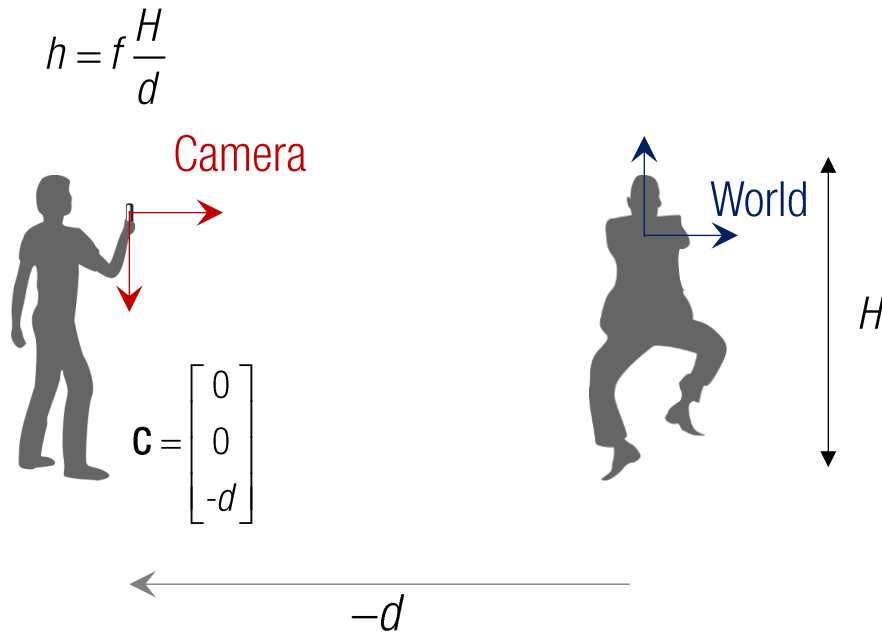 h = f H/d
Camera
World
H
C = [0 0 -d]
−d